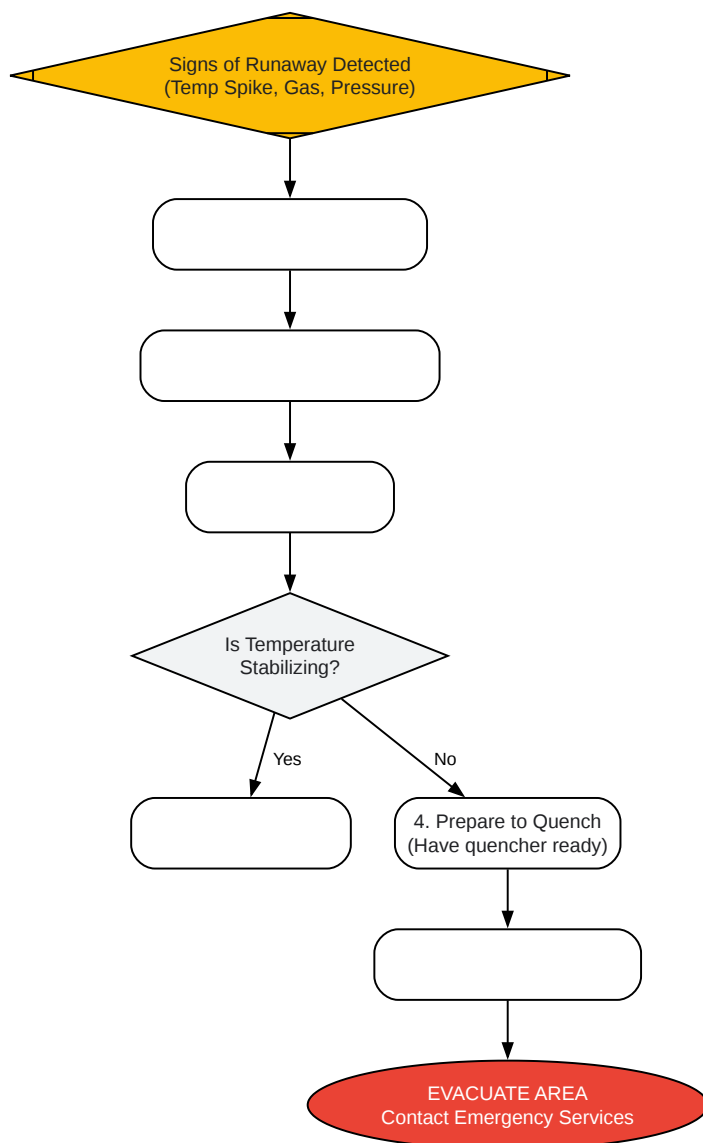 Signs of Runaway Detected
(Temp Spike, Gas, Pressure)
Is Temperature
Stabilizing?
Yes
No
4. Prepare to Quench
(Have quencher ready)
EVACUATE AREA
Contact Emergency Services